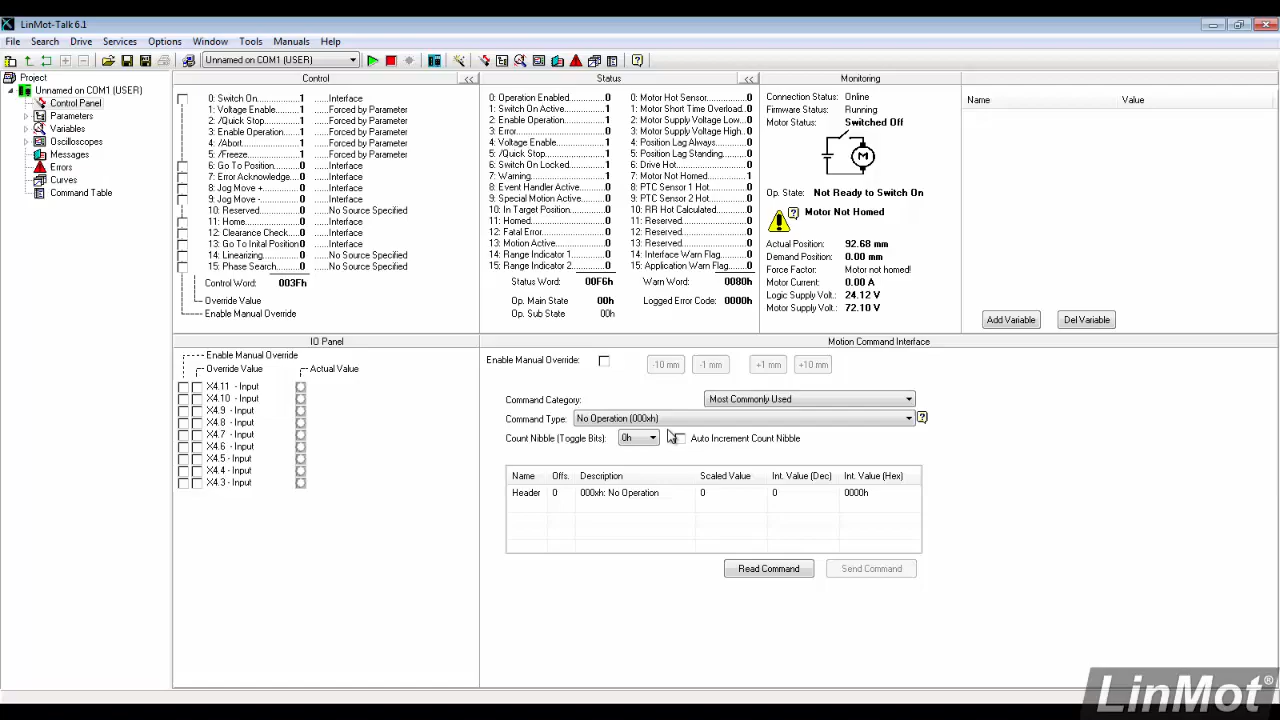 LinMot-Talk 6.1
File Search Drive Services Options Window Tools Manuals Help
Unnamed on COM1 (USER)
Project
Unnamed on COM1 (USER)
Control Panel
Parameters
Variables
Oscilloscopes
Messages
Errors
Curves
Command Table
Control <<
0: Switch On 1 ......Interface
1: Voltage Enable 1 ......Forced by Parameter
2: /Quick Stop 1 ......Forced by Parameter
3: Enable Operation 1 ......Forced by Parameter
4: /Abort 1 ......Forced by Parameter
5: /Freeze 1 ......Forced by Parameter
6: Go To Position 0 ......Interface
7: Error Acknowledge 0 ......Interface
8: Jog Move + 0 ......Interface
9: Jog Move - 0 ......Interface
10: Reserved 0 ......No Source Specified
11: Home 0 ......Interface
12: Clearance Check 0 ......Interface
13: Go To Inital Position 0 ......Interface
14: Linearizing 0 ......No Source Specified
15: Phase Search 0 ......No Source Specified
Control Word: 003Fh
Override Value
Enable Manual Override
Status <<
0: Operation Enabled 0
1: Switch On Active 1
2: Enable Operation 1
3: Error 0
4: Voltage Enable 1
5: /Quick Stop 1
6: Switch On Locked 1
7: Warning 1
8: Event Handler Active 0
9: Special Motion Active 0
10: In Target Position 0
11: Homed 0
12: Fatal Error 0
13: Motion Active 0
14: Range Indicator 1 0
15: Range Indicator 2 0
Status Word: 00F6h
Op. Main State 00h
Op. Sub State 00h
0: Motor Hot Sensor 0
1: Motor Short Time Overload 0
2: Motor Supply Voltage Low 0
3: Motor Supply Voltage High 0
4: Position Lag Always 0
5: Position Lag Standing 0
6: Drive Hot 0
7: Motor Not Homed 1
8: PTC Sensor 1 Hot 0
9: PTC Sensor 2 Hot 0
10: RR Hot Calculated 0
11: Reserved 0
12: Reserved 0
13: Reserved 0
14: Interface Warn Flag 0
15: Application Warn Flag 0
Warn Word: 0080h
Logged Error Code: 0000h
Monitoring
Connection Status: Online
Firmware Status: Running
Motor Status: Switched Off
M
Op. State: Not Ready to Switch On
Motor Not Homed
Actual Position: 92.68 mm
Demand Position: 0.00 mm
Force Factor: Motor not homed!
Motor Current: 0.00 A
Logic Supply Volt.: 24.12 V
Motor Supply Volt.: 72.10 V
Name Value
Add Variable Del Variable
IO Panel
Enable Manual Override
Override Value Actual Value
X4.11 - Input
X4.10 - Input
X4.9 - Input
X4.8 - Input
X4.7 - Input
X4.6 - Input
X4.5 - Input
X4.4 - Input
X4.3 - Input
Motion Command Interface
Enable Manual Override: -10 mm -1 mm +1 mm +10 mm
Command Category: Most Commonly Used
Command Type: No Operation (000xh)
Count Nibble (Toggle Bits): 0h Auto Increment Count Nibble
Name Offs. Description Scaled Value Int. Value (Dec) Int. Value (Hex)
Header 0 000xh: No Operation 0 0 0000h
Read Command Send Command
LinMot®